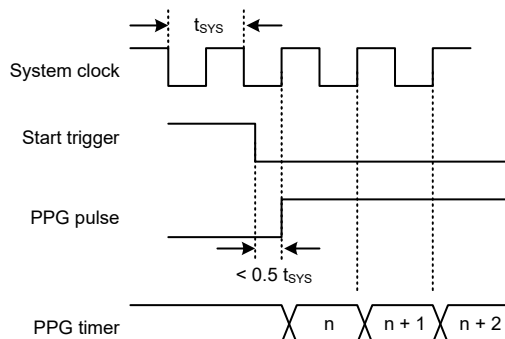 tSYS
System clock
Start trigger
PPG pulse
< 0.5 tSYS
PPG timer
n
n + 1
n + 2